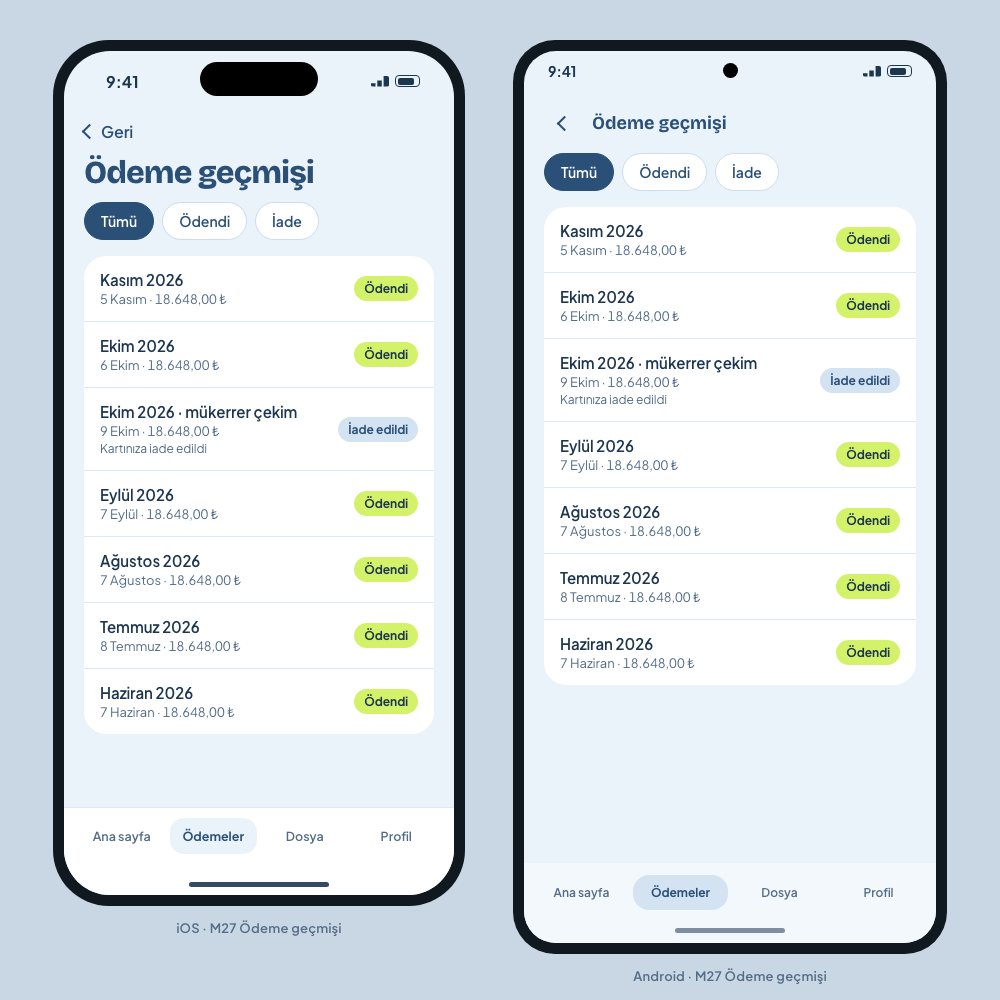 9:41
Geri
Ödeme geçmişi
Tümü Ödendi İade
Kasım 2026
5 Kasım · 18.648,00 ₺
Ödendi
Ekim 2026
6 Ekim · 18.648,00 ₺
Ödendi
Ekim 2026 · mükerrer çekim
9 Ekim · 18.648,00 ₺
Kartınıza iade edildi
İade edildi
Eylül 2026
7 Eylül · 18.648,00 ₺
Ödendi
Ağustos 2026
7 Ağustos · 18.648,00 ₺
Ödendi
Temmuz 2026
8 Temmuz · 18.648,00 ₺
Ödendi
Haziran 2026
7 Haziran · 18.648,00 ₺
Ödendi
Ana sayfa Ödemeler Dosya Profil
iOS · M27 Ödeme geçmişi
9:41
Ödeme geçmişi
Tümü Ödendi İade
Kasım 2026
5 Kasım · 18.648,00 ₺
Ödendi
Ekim 2026
6 Ekim · 18.648,00 ₺
Ödendi
Ekim 2026 · mükerrer çekim
9 Ekim · 18.648,00 ₺
Kartınıza iade edildi
İade edildi
Eylül 2026
7 Eylül · 18.648,00 ₺
Ödendi
Ağustos 2026
7 Ağustos · 18.648,00 ₺
Ödendi
Temmuz 2026
8 Temmuz · 18.648,00 ₺
Ödendi
Haziran 2026
7 Haziran · 18.648,00 ₺
Ödendi
Ana sayfa Ödemeler Dosya Profil
Android · M27 Ödeme geçmişi